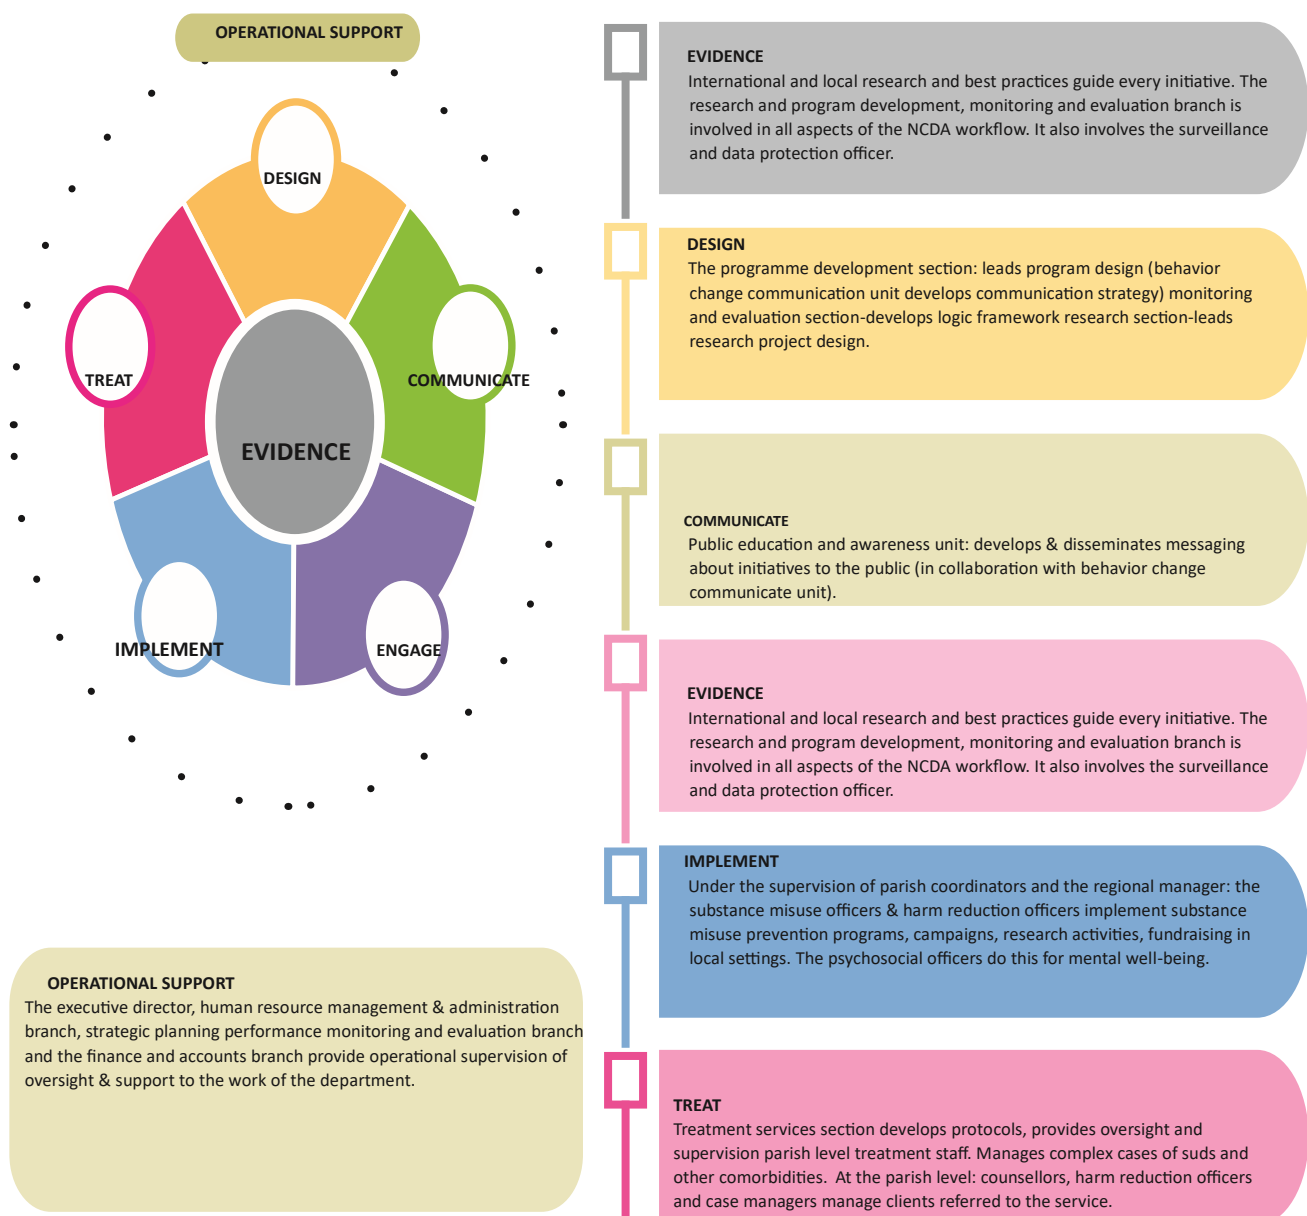 OPERATIONAL SUPPORT
DESIGN
TREAT
COMMUNICATE
EVIDENCE
IMPLEMENT
ENGAGE
OPERATIONAL SUPPORT
The executive director, human resource management & administration
branch, strategic planning performance monitoring and evaluation branch
and the finance and accounts branch provide operational supervision of
oversight & support to the work of the department.
EVIDENCE
International and local research and best practices guide every initiative. The
research and program development, monitoring and evaluation branch is
involved in all aspects of the NCDA workflow. It also involves the surveillance
and data protection officer.
DESIGN
The programme development section: leads program design (behavior
change communication unit develops communication strategy) monitoring
and evaluation section-develops logic framework research section-leads
research project design.
COMMUNICATE
Public education and awareness unit: develops & disseminates messaging
about initiatives to the public (in collaboration with behavior change
communicate unit).
EVIDENCE
International and local research and best practices guide every initiative. The
research and program development, monitoring and evaluation branch is
involved in all aspects of the NCDA workflow. It also involves the surveillance
and data protection officer.
IMPLEMENT
Under the supervision of parish coordinators and the regional manager: the
substance misuse officers & harm reduction officers implement substance
misuse prevention programs, campaigns, research activities, fundraising in
local settings. The psychosocial officers do this for mental well-being.
TREAT
Treatment services section develops protocols, provides oversight and
supervision parish level treatment staff. Manages complex cases of suds and
other comorbidities. At the parish level: counsellors, harm reduction officers
and case managers manage clients referred to the service.